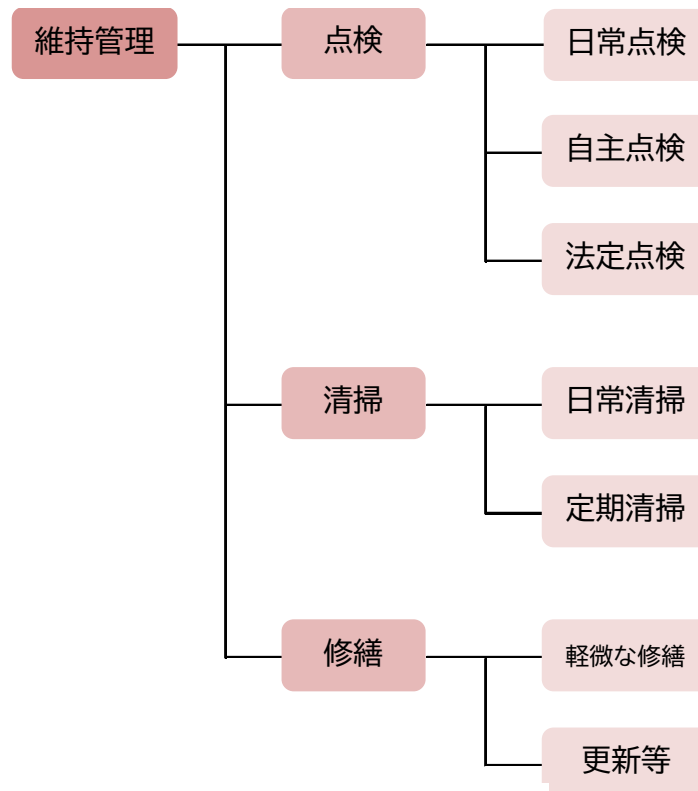 維持管理
点検
日常点検
自主点検
法定点検
清掃
日常清掃
定期清掃
修繕
軽微な修繕
更新等